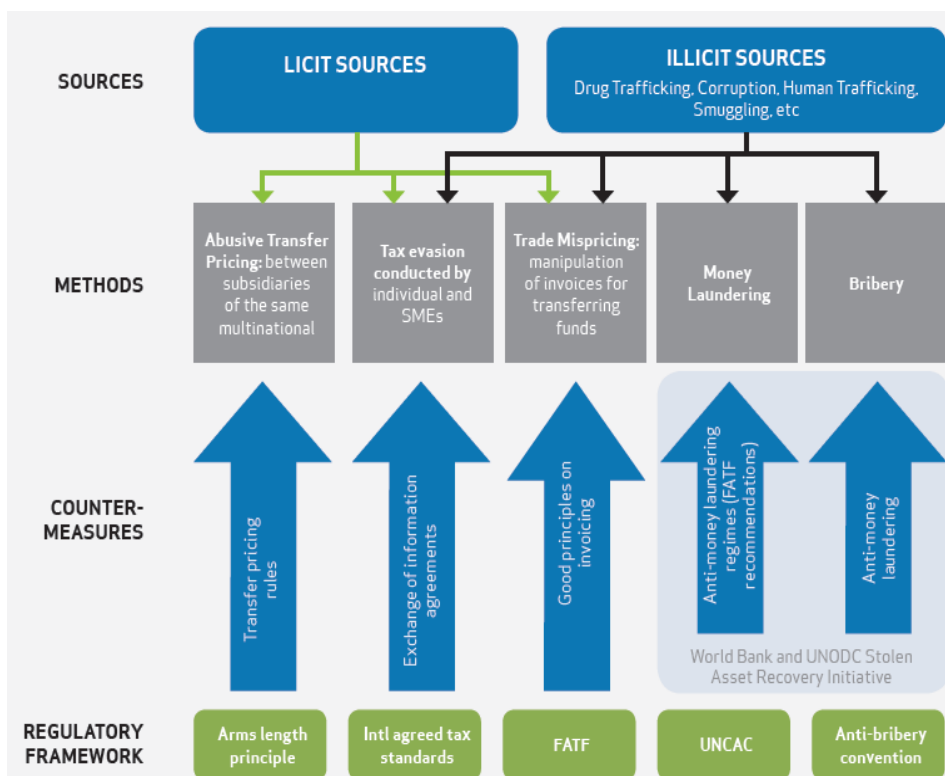 SOURCES
LICIT SOURCES
ILLICIT SOURCES
Drug Trafficking, Corruption, Human Trafficking,
Smuggling, etc
METHODS
Abusive Transfer
Pricing: between
subsidiaries
of the same
multinational
Tax evasion
conducted by
individual and
SMEs
Trade Mispricing:
manipulation
of invoices for
transferring
funds
Money
Laundering
Bribery
COUNTER-
MEASURES
Transfer pricing
rules
Exchange of information
agreements
Good principles on
invoicing
Anti-money laundering
regimes (FATF
recommendations)
Anti-money
laundering
World Bank and UNODC Stolen
Asset Recovery Initiative
REGULATORY
FRAMEWORK
Arms length
principle
Intl agreed tax
standards
FATF
UNCAC
Anti-bribery
convention